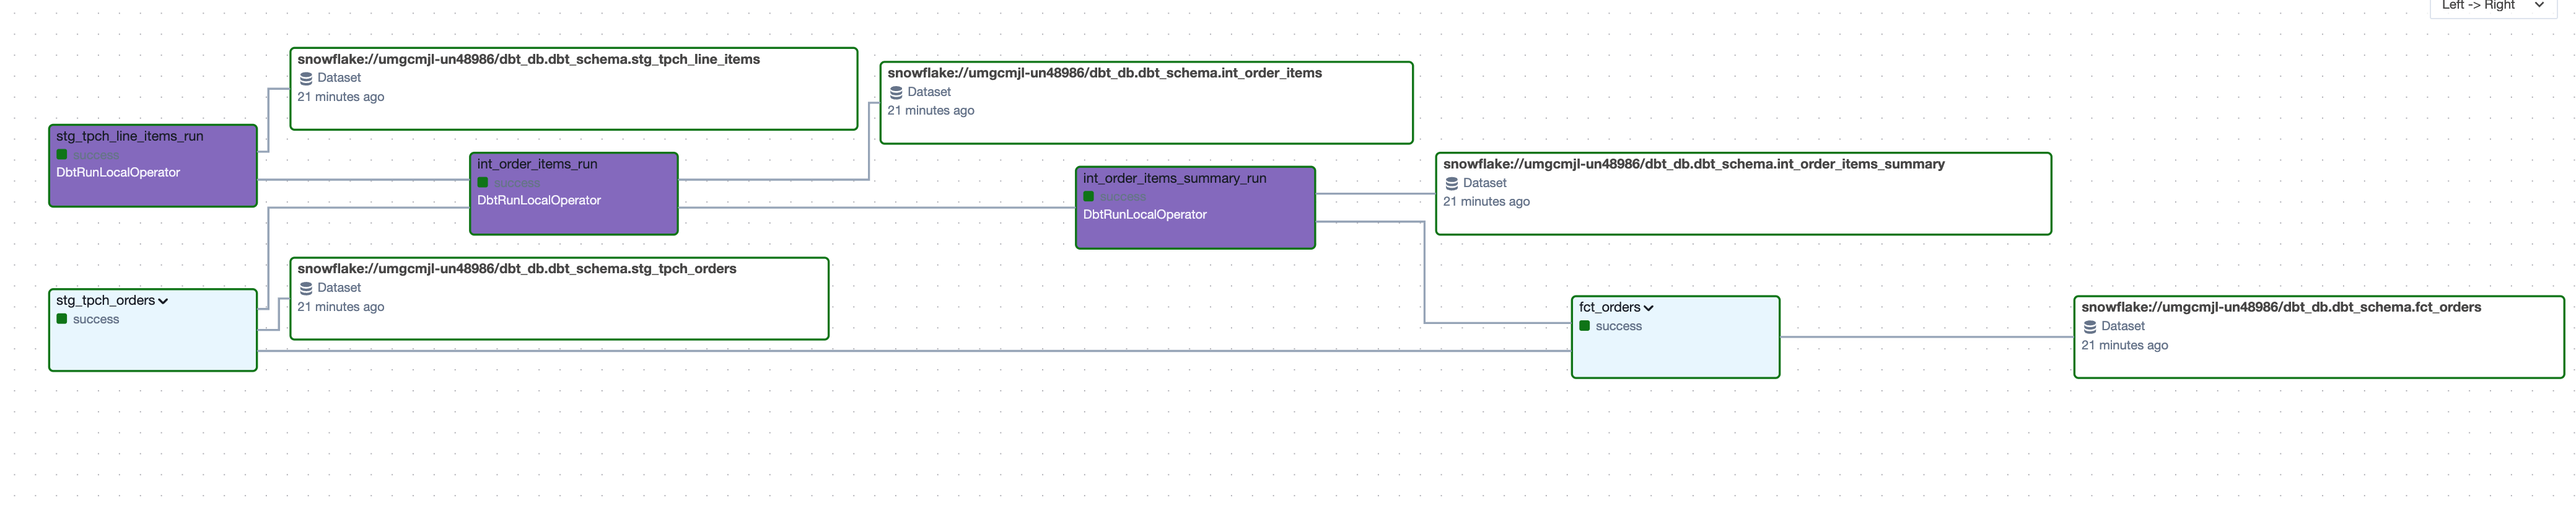 Left -> Right
snowflake://umgcmjl-un48986/dbt_db.dbt_schema.stg_tpch_line_items
Dataset
21 minutes ago
snowflake://umgcmjl-un48986/dbt_db.dbt_schema.int_order_items
Dataset
21 minutes ago
stg_tpch_line_items_run
success
DbtRunLocalOperator
int_order_items_run
success
DbtRunLocalOperator
int_order_items_summary_run
success
DbtRunLocalOperator
snowflake://umgcmjl-un48986/dbt_db.dbt_schema.int_order_items_summary
Dataset
21 minutes ago
snowflake://umgcmjl-un48986/dbt_db.dbt_schema.stg_tpch_orders
Dataset
21 minutes ago
stg_tpch_orders
success
fct_orders
success
snowflake://umgcmjl-un48986/dbt_db.dbt_schema.fct_orders
Dataset
21 minutes ago